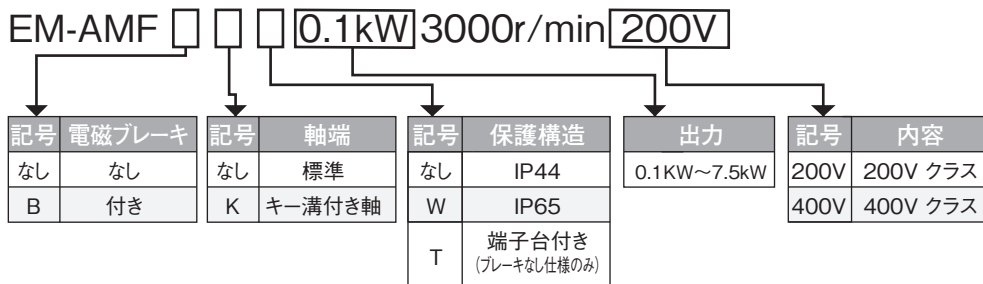 EM-AMF 0.1kW 3000r/min 200V
記号 電磁ブレーキ
なし なし
B 付き
記号 軸端
なし 標準
K キー溝付き軸
記号 保護構造
なし IP44
W IP65
T 端子台付き
(ブレーキなし仕様のみ)
出力
0.1KW～7.5kW
記号 内容
200V 200V クラス
400V 400V クラス